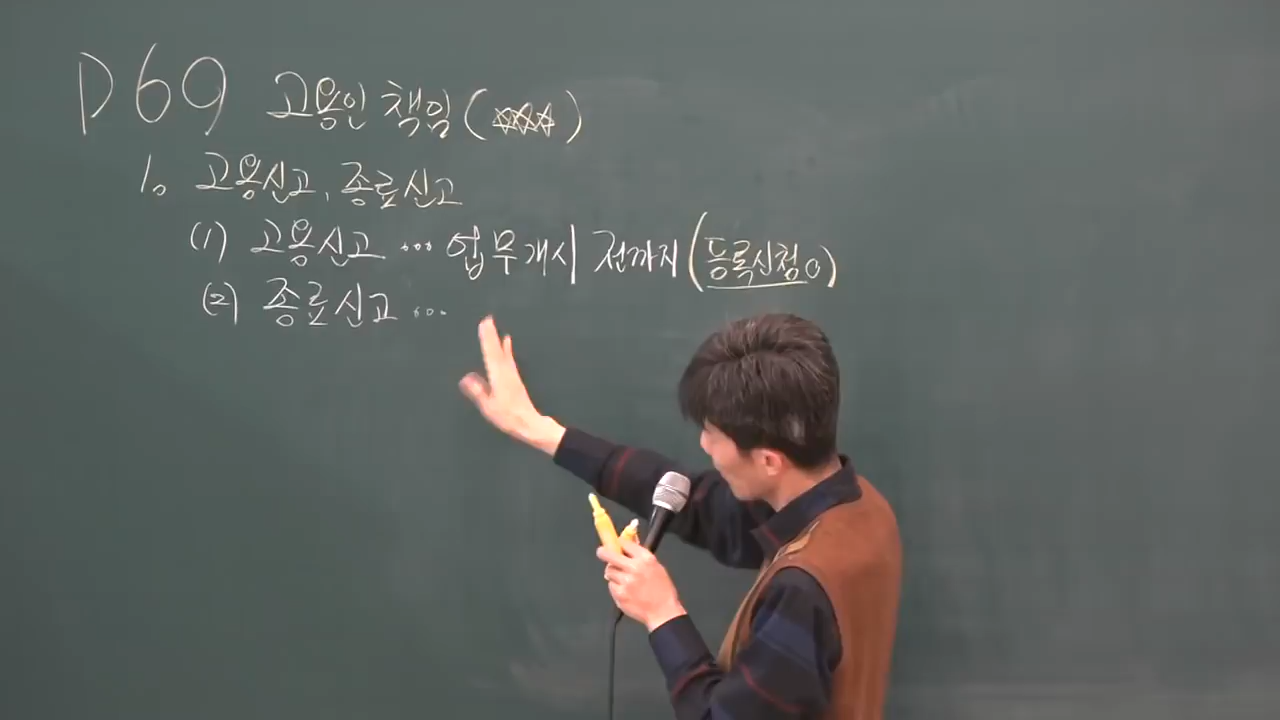 P69 고용인 책임 (☆☆☆)
1. 고용신고, 종료신고
(1) 고용신고 ... 업무개시 전까지 (등록신청 o)
(2) 종료신고 ...